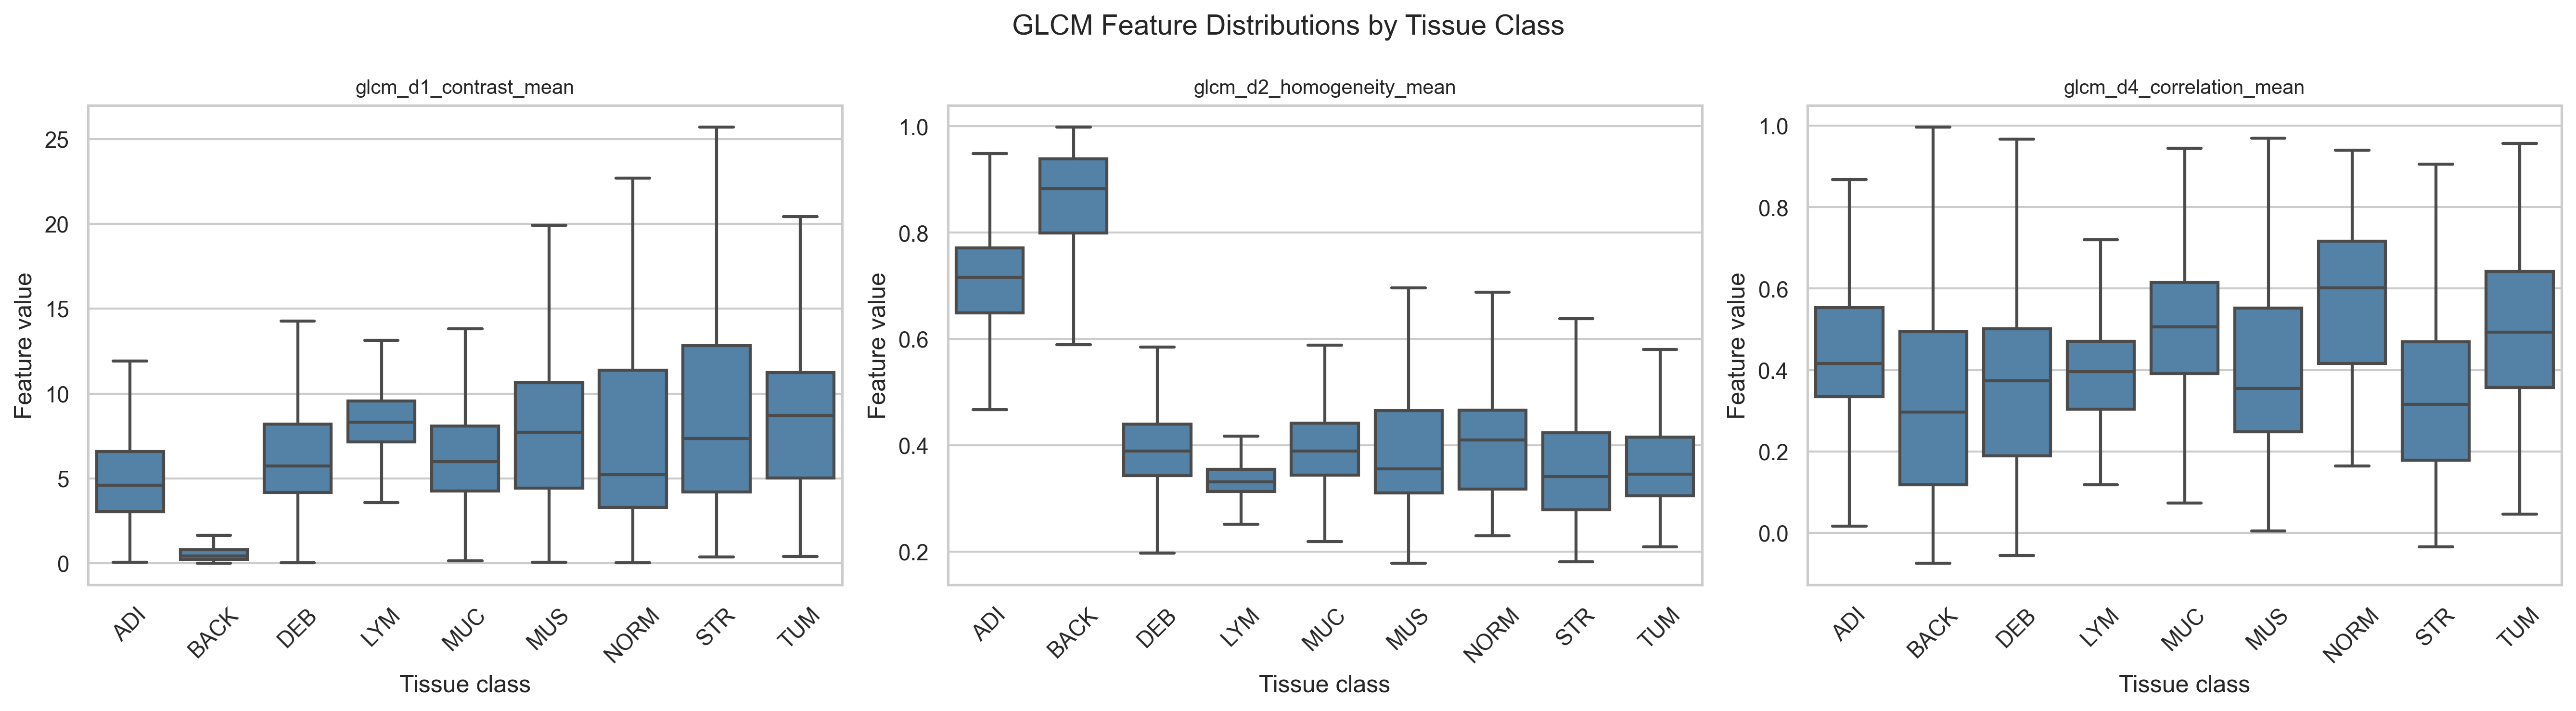 GLCM Feature Distributions by Tissue Class
glcm_d1_contrast_mean
Feature value
25
20
15
10
5
0
ADI BACK DEB LYM MUC MUS NORM STR TUM
Tissue class
glcm_d2_homogeneity_mean
Feature value
1.0
0.8
0.6
0.4
0.2
ADI BACK DEB LYM MUC MUS NORM STR TUM
Tissue class
glcm_d4_correlation_mean
Feature value
1.0
0.8
0.6
0.4
0.2
0.0
ADI BACK DEB LYM MUC MUS NORM STR TUM
Tissue class